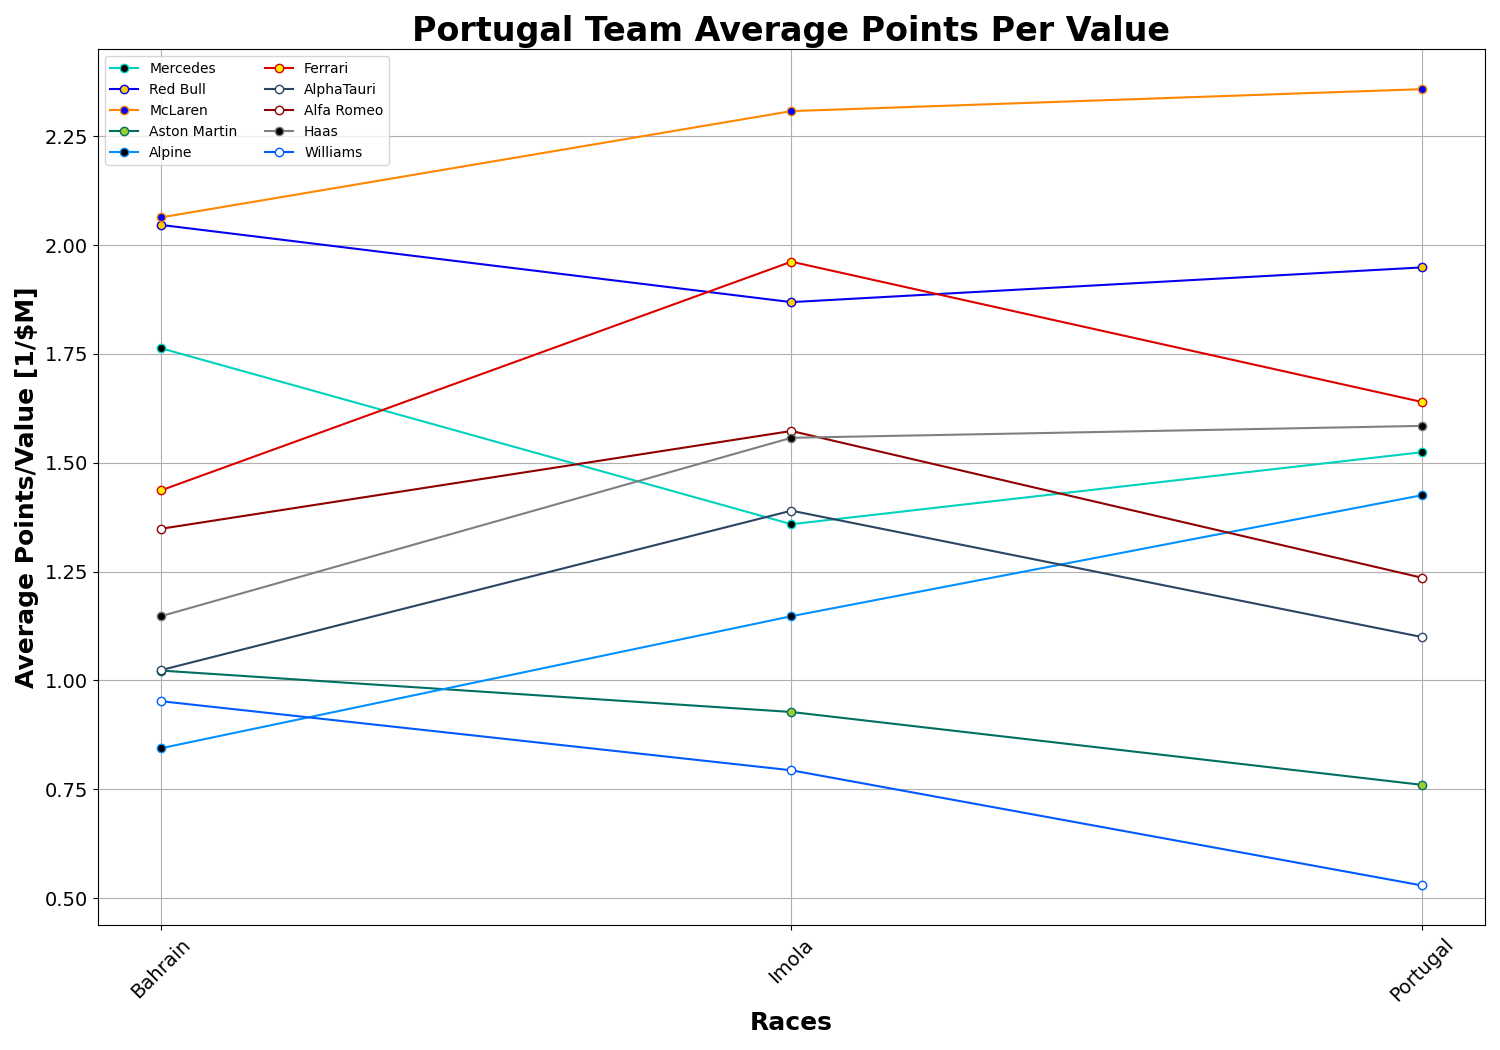 Portugal Team Average Points Per Value
Mercedes
Red Bull
McLaren
Aston Martin
Alpine
Ferrari
AlphaTauri
Alfa Romeo
Haas
Williams
Average Points/Value [1/$M]
2.25
2.00
1.75
1.50
1.25
1.00
0.75
0.50
Bahrain
Imola
Portugal
Races